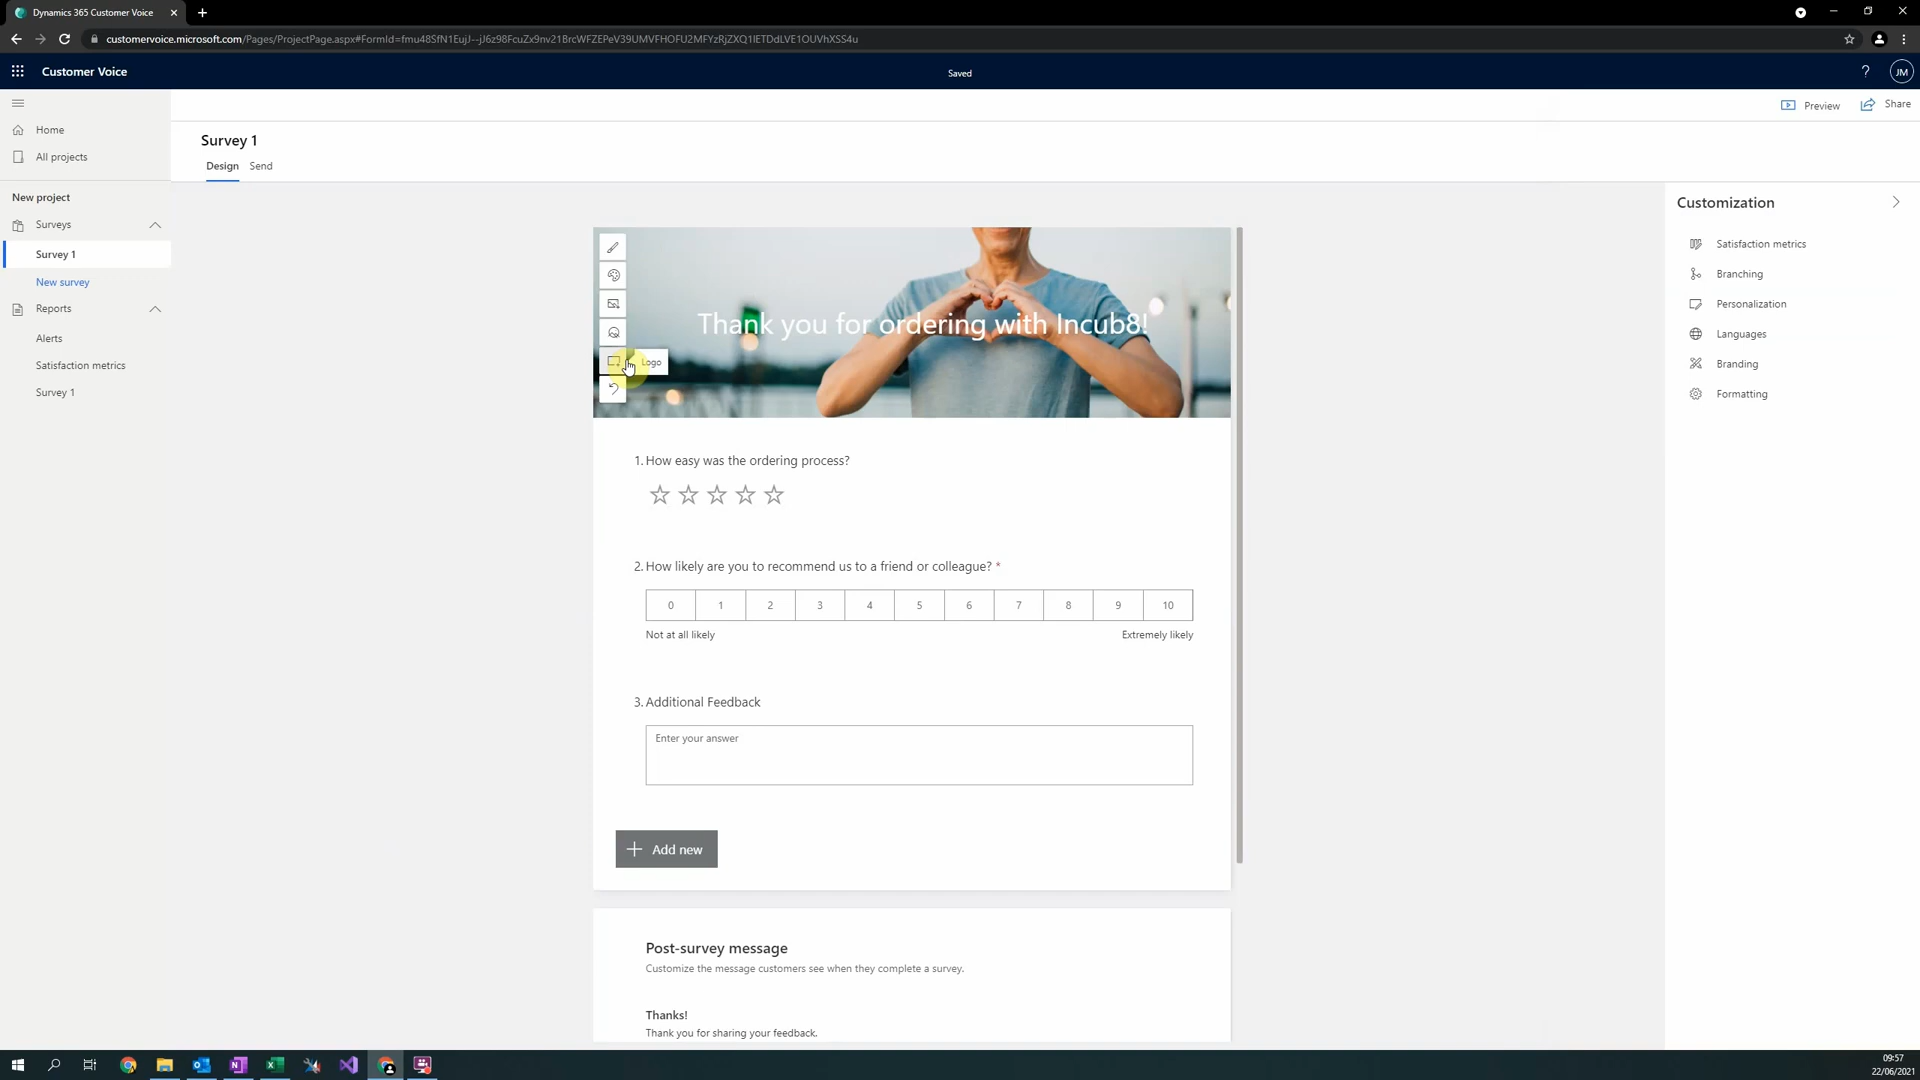 Dynamics 365 Customer Voice
customervoice.microsoft.com/Pages/ProjectPage.aspx#FormId=fmu48SfN1EujJ--jJ6z98FcuZx9nv21BrcWFZEPeV39UMVFHOFU2MFYzRjZXQ1lETDdLVE1OUVhXSS4u
Customer Voice
Saved
?
JM
Home
All projects
Preview
Share
Survey 1
Design
Send
New project
Surveys
Survey 1
New survey
Reports
Alerts
Satisfaction metrics
Survey 1
Customization
Satisfaction metrics
Branching
Personalization
Languages
Branding
Formatting
Thank you for ordering with Incub8!
Logo
1. How easy was the ordering process?
2. How likely are you to recommend us to a friend or colleague? *
0 1 2 3 4 5 6 7 8 9 10
Not at all likely
Extremely likely
3. Additional Feedback
Enter your answer
Add new
Post-survey message
Customize the message customers see when they complete a survey.
Thanks!
Thank you for sharing your feedback.
09:57
22/06/2021